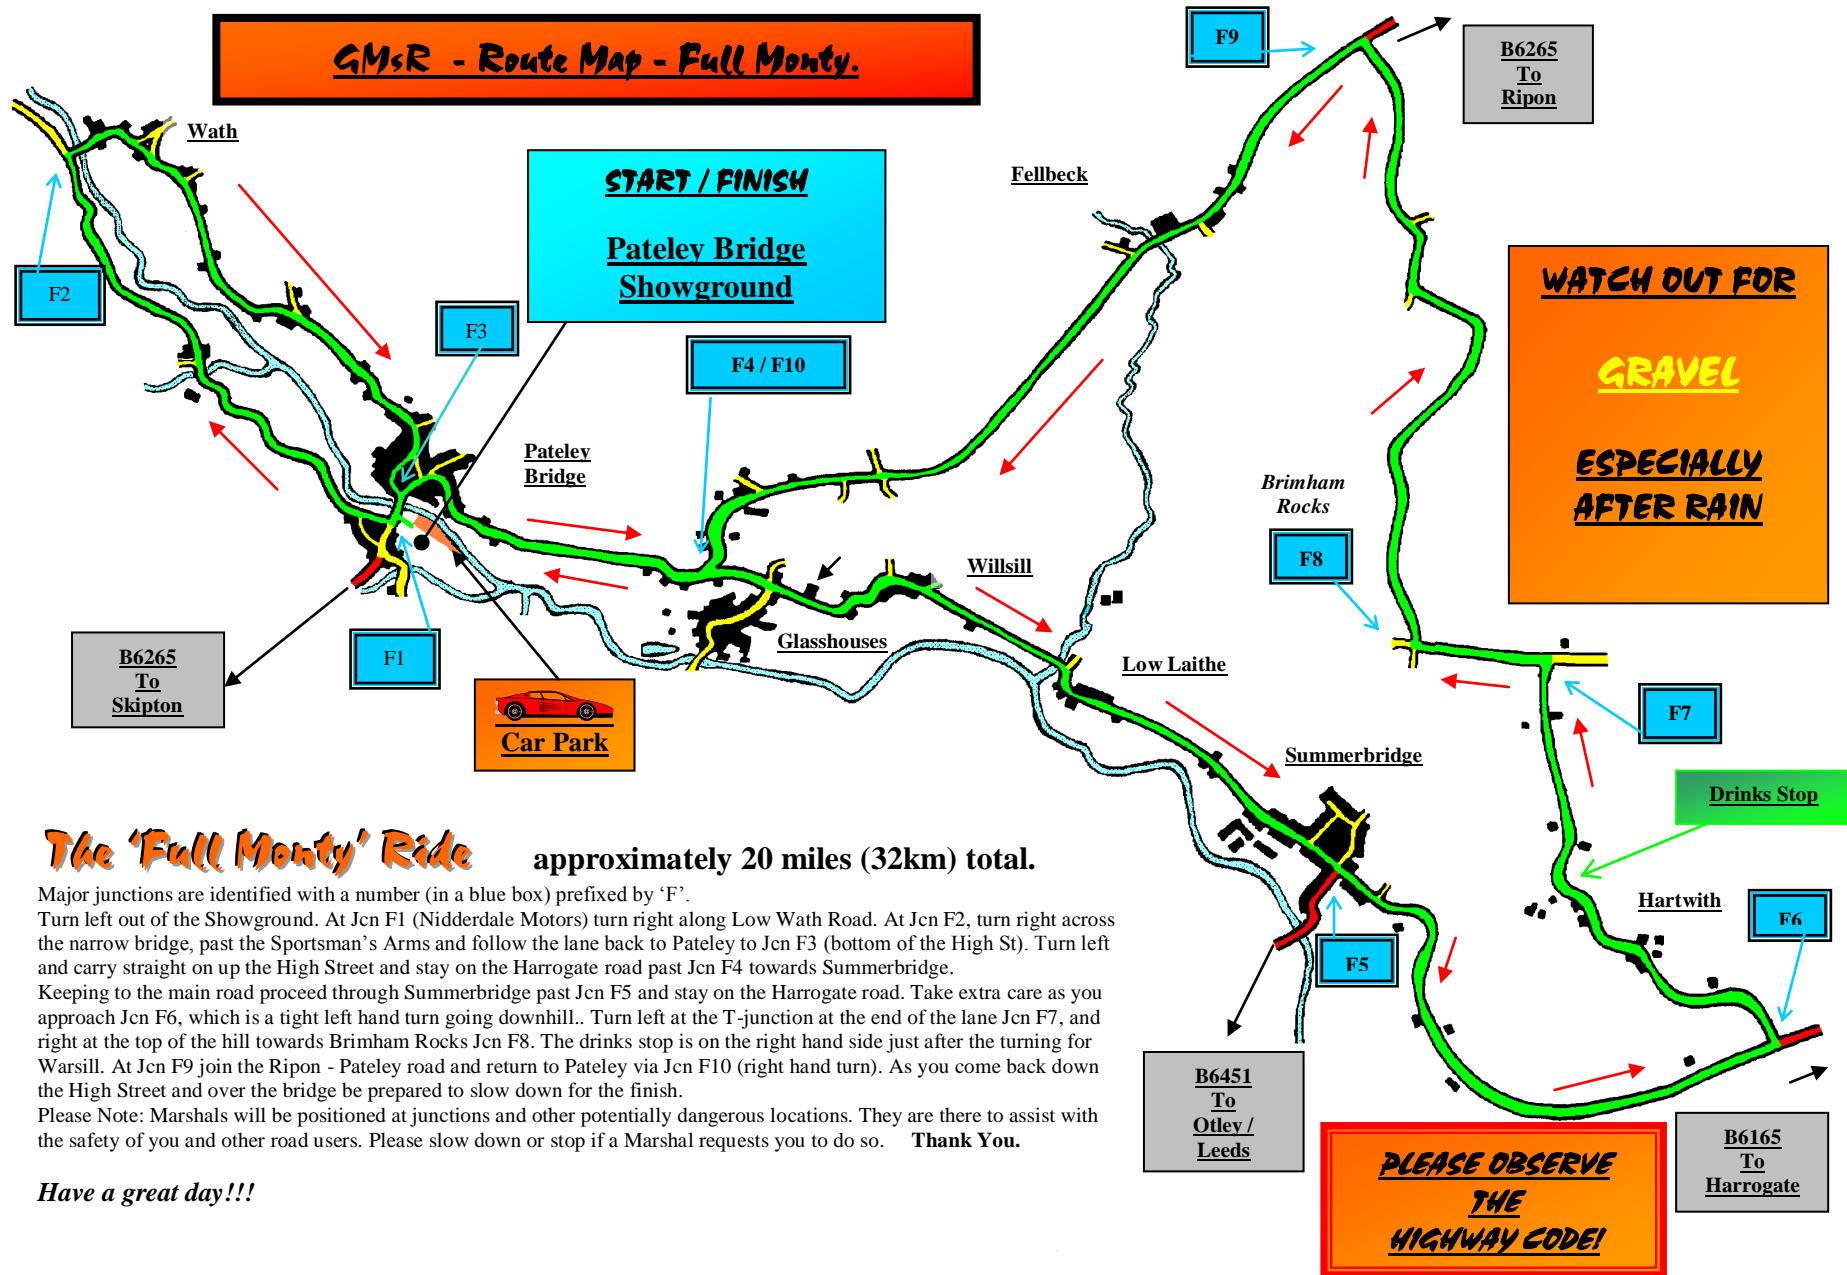 GMsR - Route Map - Full Monty.
F9
B6265
To
Ripon
Wath
START / FINISH
Pateley Bridge
Showground
Fellbeck
WATCH OUT FOR
GRAVEL
ESPECIALLY
AFTER RAIN
F2
F3
F4 / F10
Pateley
Bridge
Brimham
Rocks
F8
Willsill
Glasshouses
Low Laithe
F1
B6265
To
Skipton
Car Park
F7
Summerbridge
Drinks Stop
Hartwith
F6
F5
The ‘Full Monty’ Ride
approximately 20 miles (32km) total.
Major junctions are identified with a number (in a blue box) prefixed by ‘F’.
Turn left out of the Showground. At Jcn F1 (Nidderdale Motors) turn right along Low Wath Road. At Jcn F2, turn right across
the narrow bridge, past the Sportsman’s Arms and follow the lane back to Pateley to Jcn F3 (bottom of the High St). Turn left
and carry straight on up the High Street and stay on the Harrogate road past Jcn F4 towards Summerbridge.
Keeping to the main road proceed through Summerbridge past Jcn F5 and stay on the Harrogate road. Take extra care as you
approach Jcn F6, which is a tight left hand turn going downhill.. Turn left at the T-junction at the end of the lane Jcn F7, and
right at the top of the hill towards Brimham Rocks Jcn F8. The drinks stop is on the right hand side just after the turning for
Warsill. At Jcn F9 join the Ripon - Pateley road and return to Pateley via Jcn F10 (right hand turn). As you come back down
the High Street and over the bridge be prepared to slow down for the finish.
Please Note: Marshals will be positioned at junctions and other potentially dangerous locations. They are there to assist with
the safety of you and other road users. Please slow down or stop if a Marshal requests you to do so. Thank You.
Have a great day!!!
B6451
To
Otley /
Leeds
PLEASE OBSERVE
THE
HIGHWAY CODE!
B6165
To
Harrogate